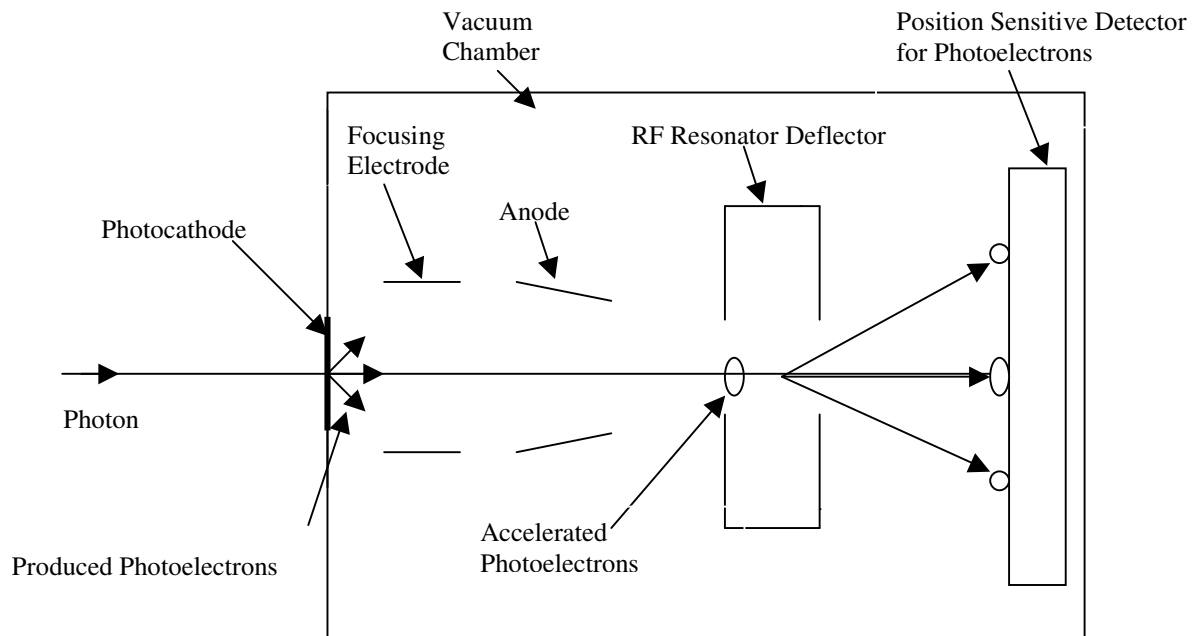 Vacuum
Chamber
Position Sensitive Detector
for Photoelectrons
Focusing
Electrode
RF Resonator Deflector
Anode
Photocathode
Photon
Accelerated
Photoelectrons
Produced Photoelectrons